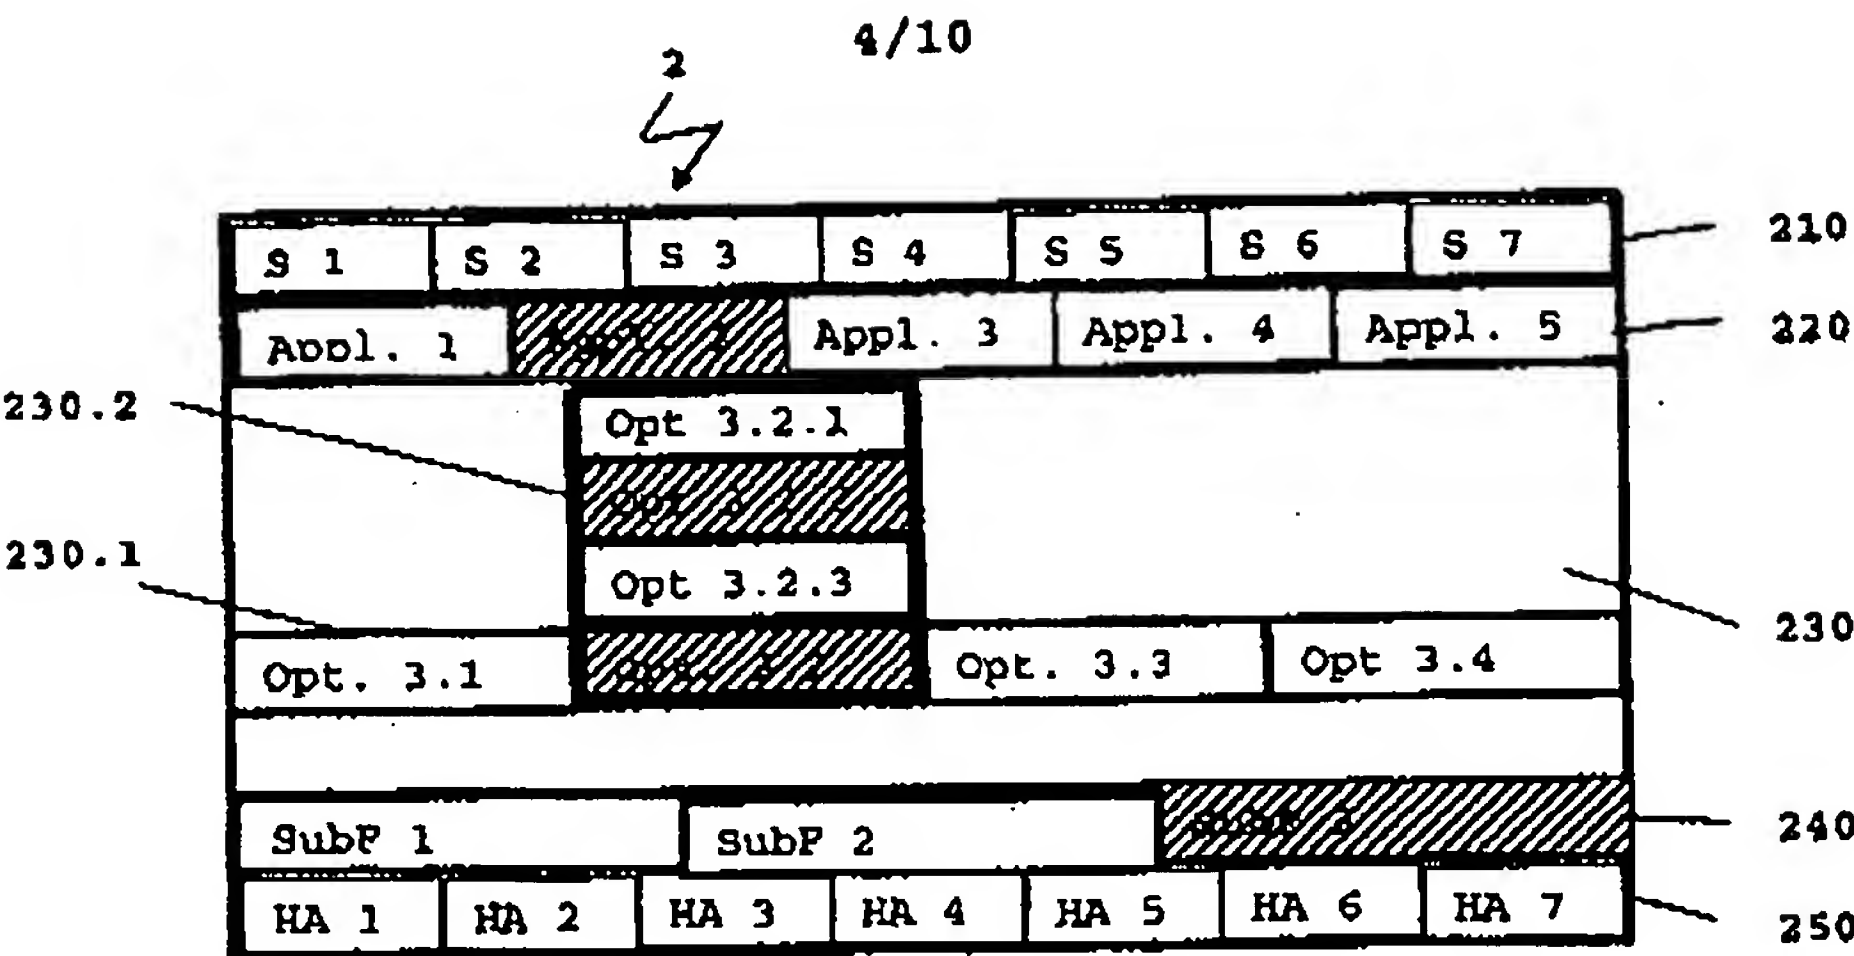 4/10
2
S 1 S 2 S 3 S 4 S 5 S 6 S 7 210
Appl. 1 Appl. 3 Appl. 4 Appl. 5 220
230.2 Opt 3.2.1
Opt 3.2.3
230.1
230
Opt. 3.1 Opt. 3.3 Opt 3.4
240
SubF 1 SubF 2
HA 1 HA 2 HA 3 HA 4 HA 5 HA 6 HA 7 250